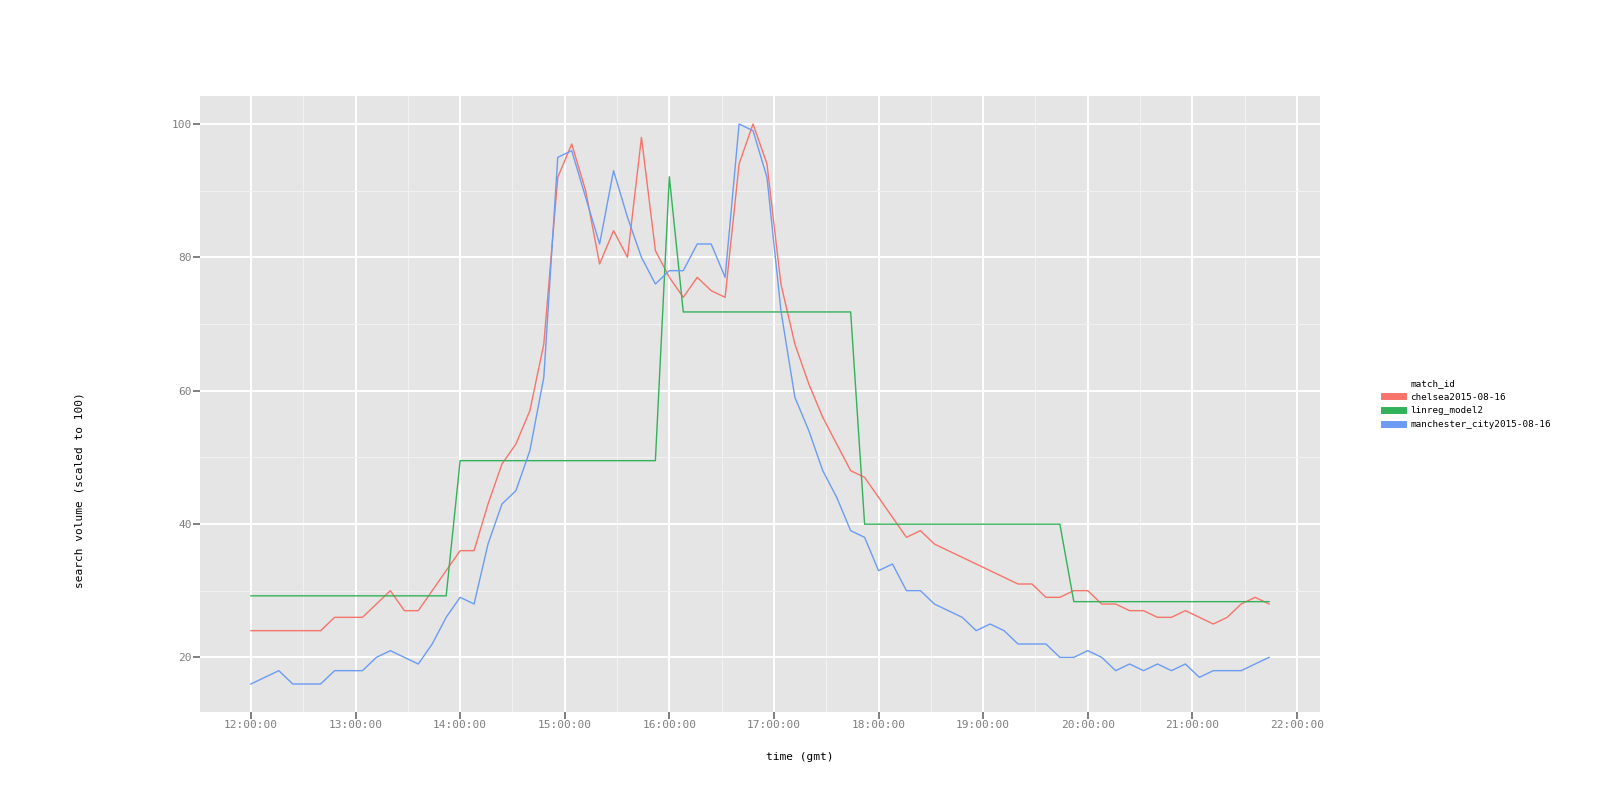 100
80
60
40
20
search volume (scaled to 100)
12:00:00 13:00:00 14:00:00 15:00:00 16:00:00 17:00:00 18:00:00 19:00:00 20:00:00 21:00:00 22:00:00
time (gmt)
match_id
chelsea2015-08-16
linreg_model2
manchester_city2015-08-16